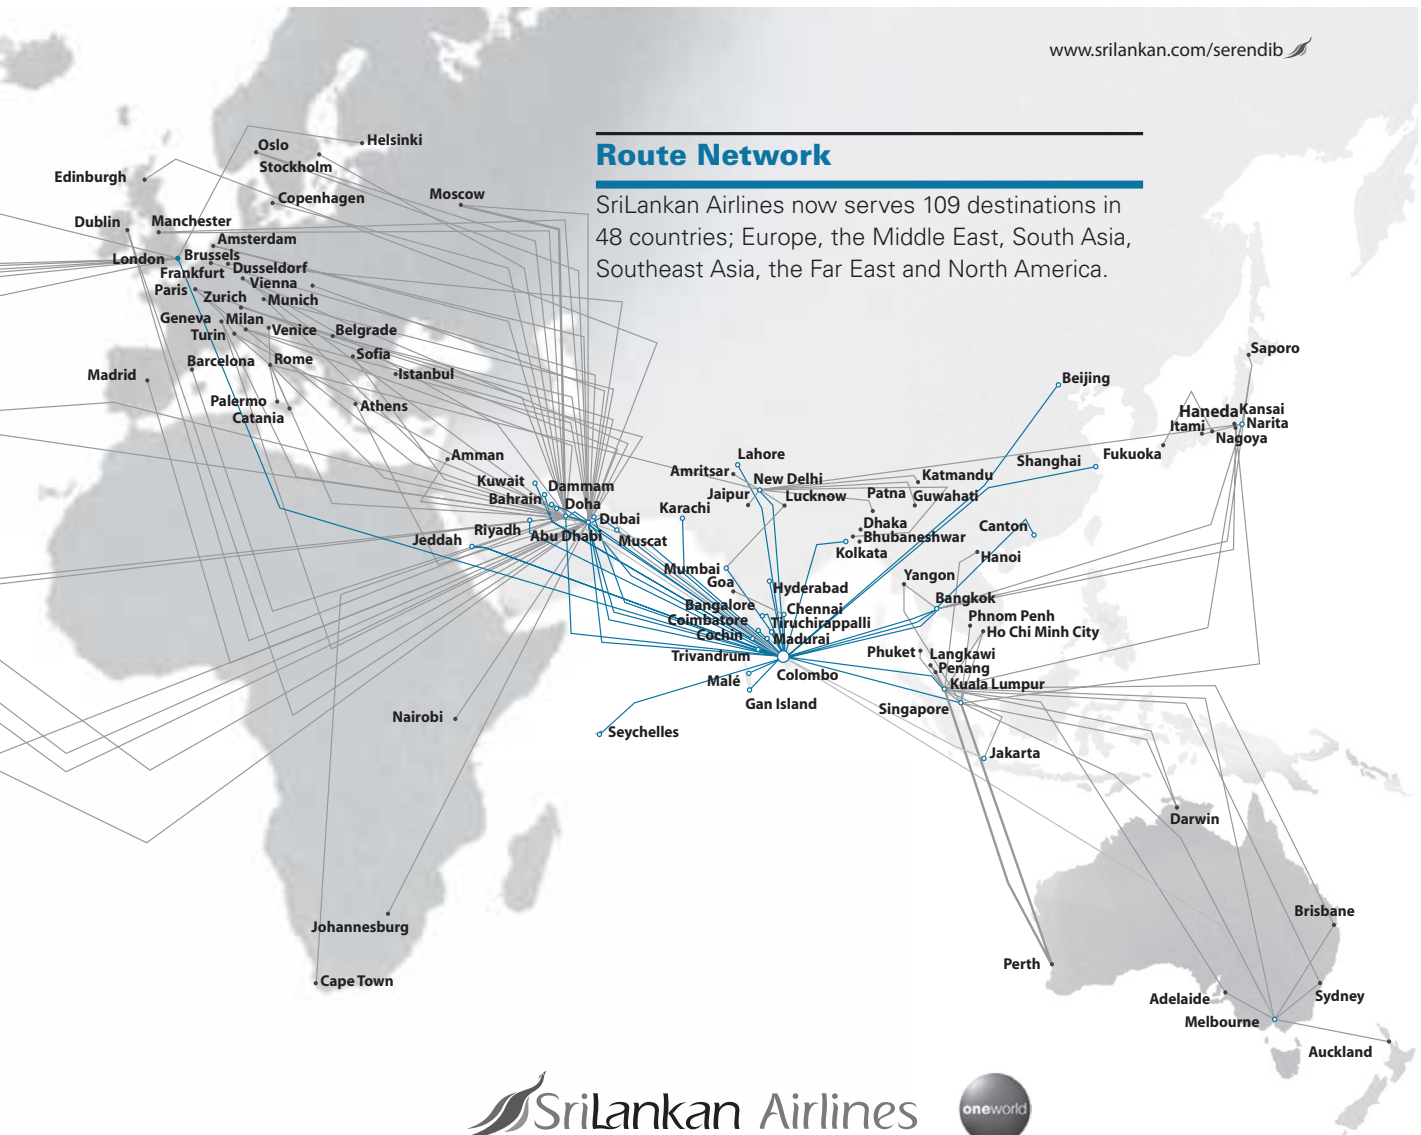 www.srilankan.com/serendib
Route Network
SriLankan Airlines now serves 109 destinations in
48 countries; Europe, the Middle East, South Asia,
Southeast Asia, the Far East and North America.
Helsinki
Oslo
Stockholm
Edinburgh
Copenhagen
Moscow
Dublin
Manchester
Amsterdam
London
Brussels
Frankfurt
Dusseldorf
Vienna
Paris
Zurich
Munich
Geneva
Milan
Venice
Belgrade
Turin
Barcelona
Rome
Sofia
Madrid
Istanbul
Palermo
Catania
Athens
Amman
Kuwait
Dammam
Bahrain
Doha
Riyadh
Abu Dhabi
Dubai
Jeddah
Muscat
Lahore
Amritsar
New Delhi
Jaipur
Lucknow
Karachi
Katmandu
Patna
Guwahati
Dhaka
Bhubaneshwar
Kolkata
Mumbai
Goa
Hyderabad
Bangalore
Chennai
Coimbatore
Tiruchirappalli
Cochin
Madurai
Trivandrum
Colombo
Malé
Gan Island
Seychelles
Nairobi
Johannesburg
Cape Town
Beijing
Shanghai
Canton
Hanoi
Yangon
Bangkok
Phnom Penh
Ho Chi Minh City
Phuket
Langkawi
Penang
Kuala Lumpur
Singapore
Jakarta
Saporo
Haneda
Kansai
Itami
Narita
Nagoya
Fukuoka
Darwin
Brisbane
Perth
Adelaide
Sydney
Melbourne
Auckland
SriLankan Airlines
oneworld